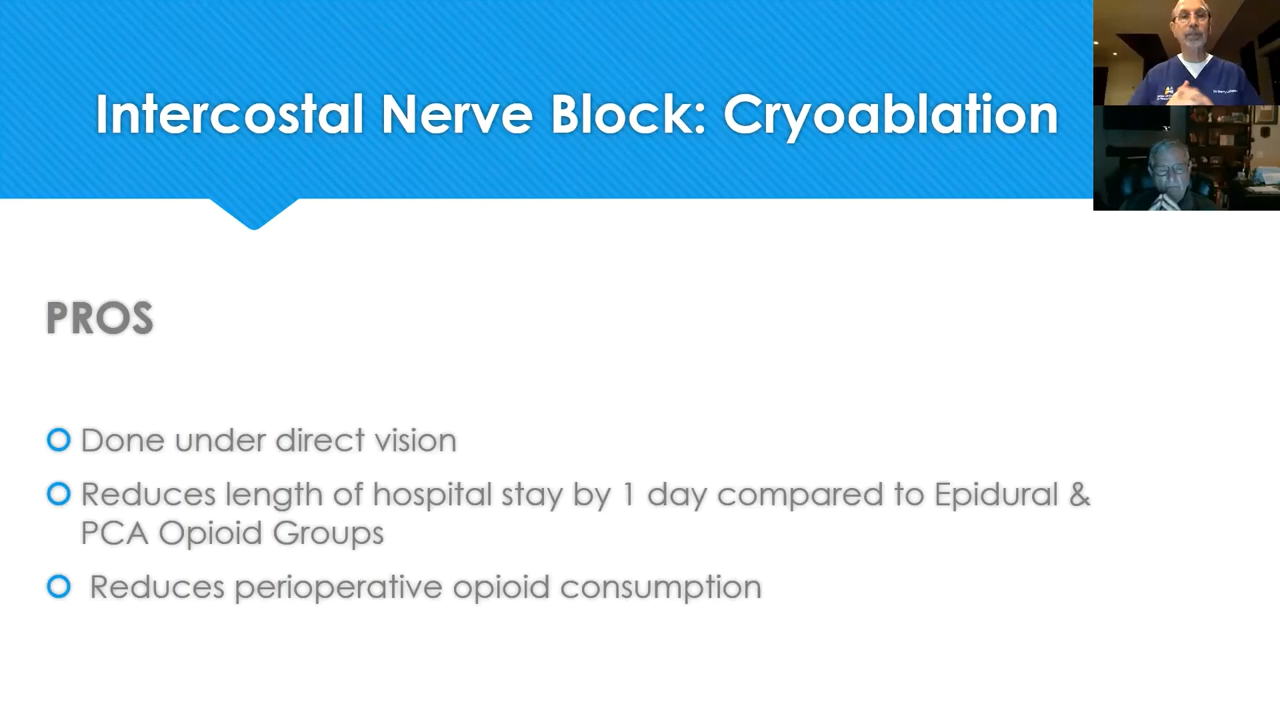 Intercostal Nerve Block: Cryoablation
PROS
Done under direct vision
Reduces length of hospital stay by 1 day compared to Epidural &
PCA Opioid Groups
Reduces perioperative opioid consumption